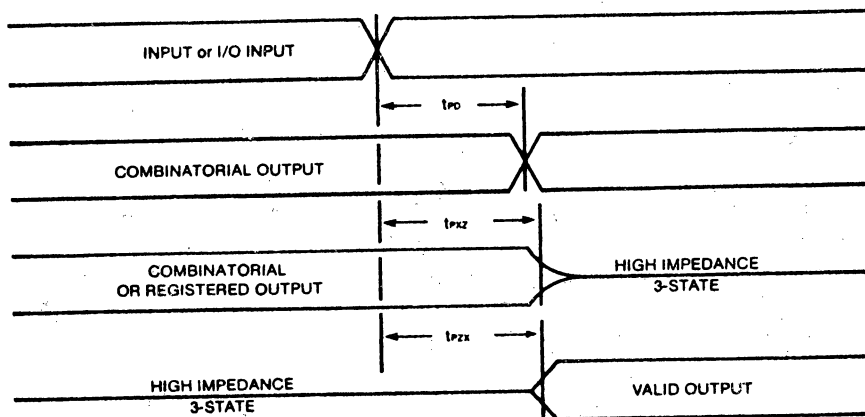 INPUT or I/O INPUT
tPD
COMBINATORIAL OUTPUT
tPXZ
COMBINATORIAL
OR REGISTERED OUTPUT
HIGH IMPEDANCE
3-STATE
tPZX
HIGH IMPEDANCE
3-STATE
VALID OUTPUT